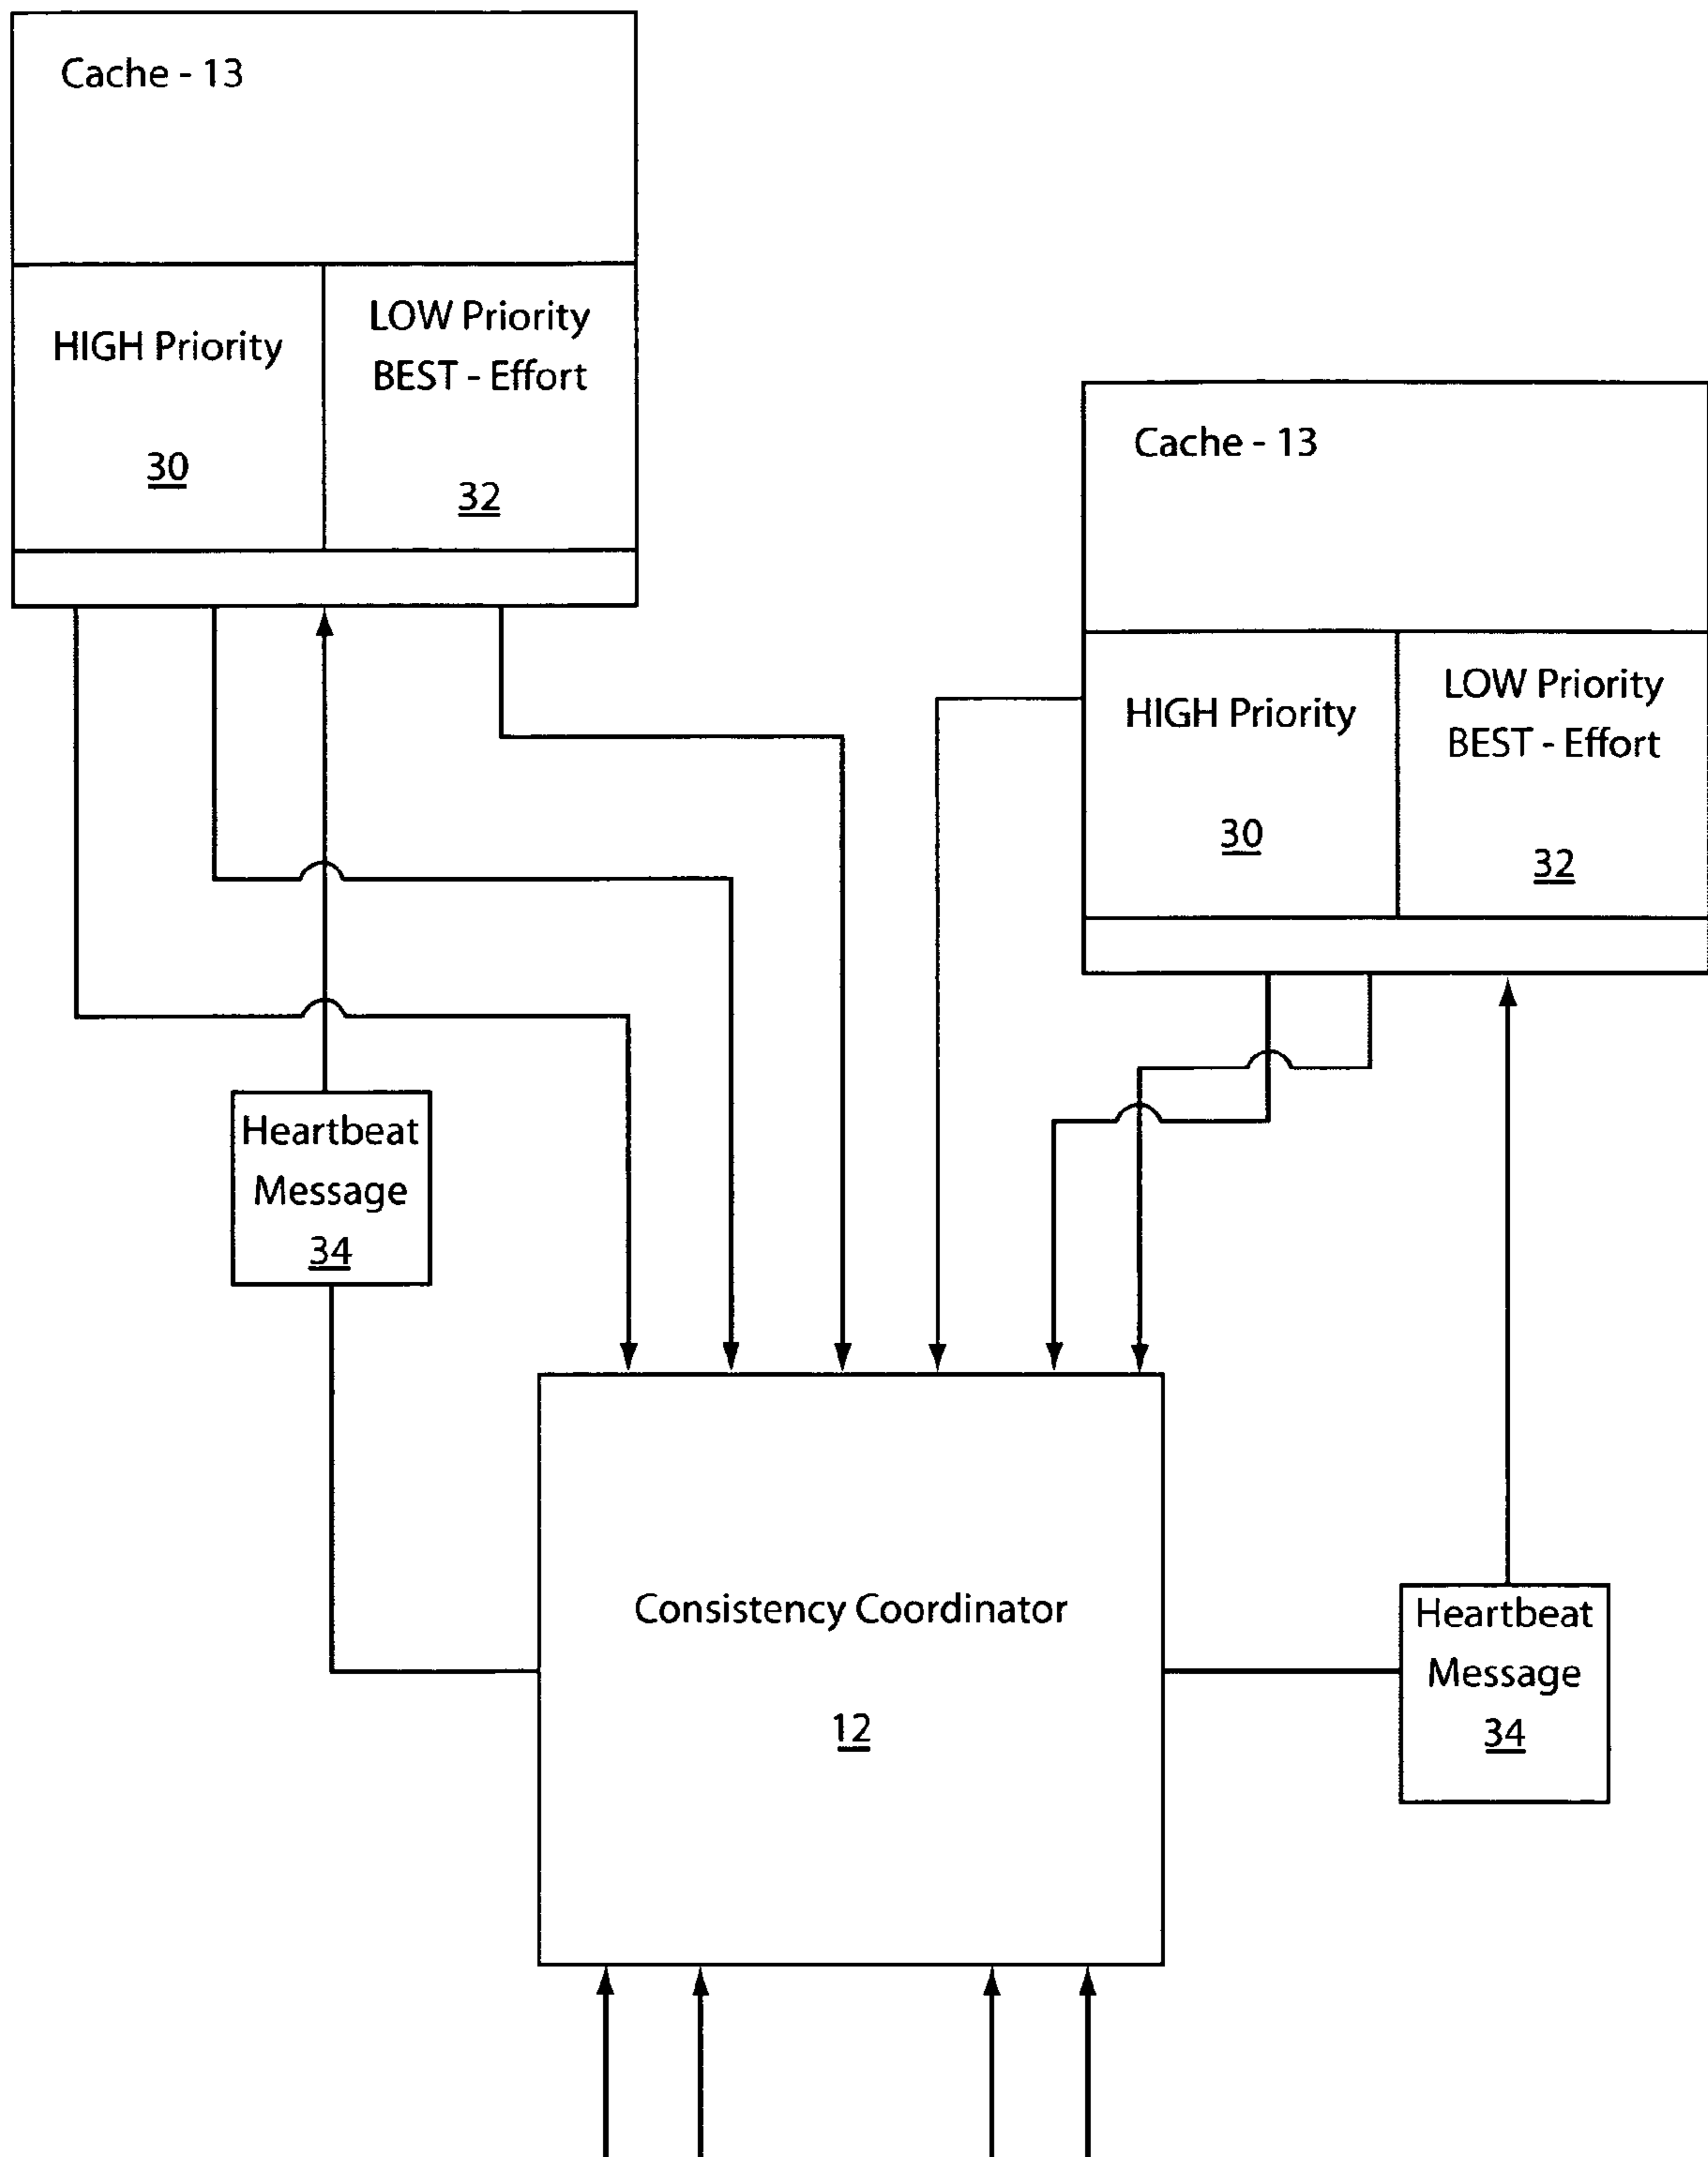 Cache - 13
HIGH Priority
30
LOW Priority
BEST - Effort
32
Cache - 13
HIGH Priority
30
LOW Priority
BEST - Effort
32
Heartbeat
Message
34
Consistency Coordinator
12
Heartbeat
Message
34